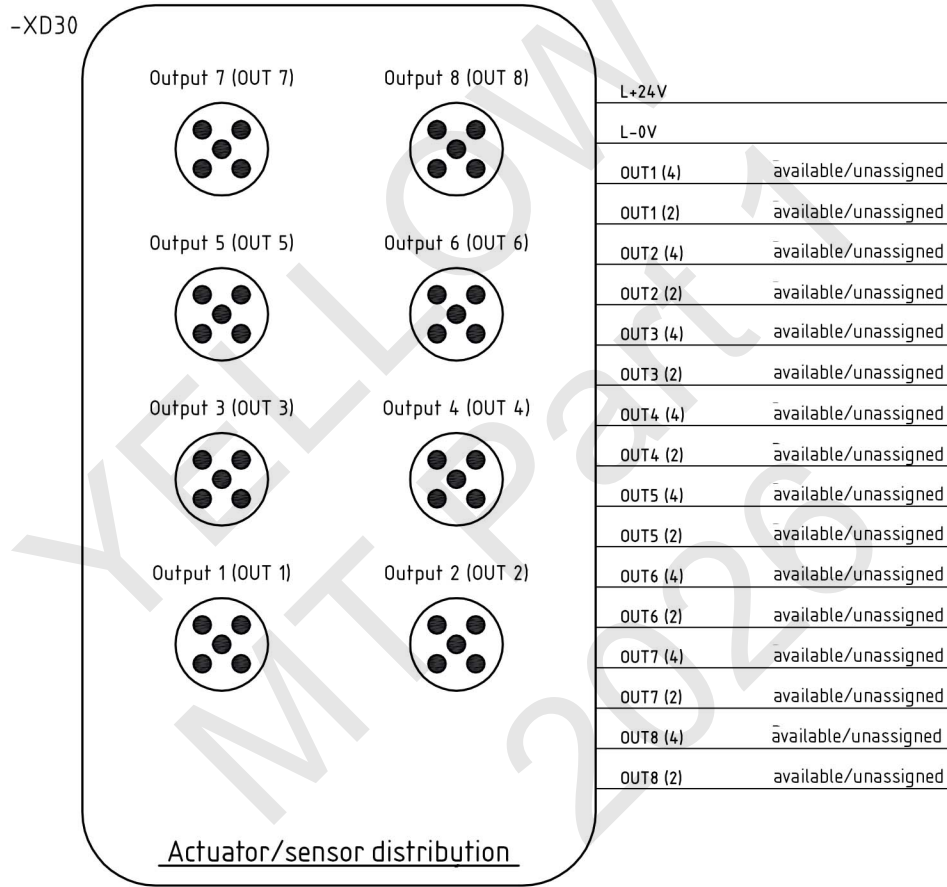 -XD30
Output 7 (OUT 7)
Output 8 (OUT 8)
Output 5 (OUT 5)
Output 6 (OUT 6)
Output 3 (OUT 3)
Output 4 (OUT 4)
Output 1 (OUT 1)
Output 2 (OUT 2)
Actuator/sensor distribution
L+24V
L-0V
OUT1 (4) available/unassigned
OUT1 (2) available/unassigned
OUT2 (4) available/unassigned
OUT2 (2) available/unassigned
OUT3 (4) available/unassigned
OUT3 (2) available/unassigned
OUT4 (4) available/unassigned
OUT4 (2) available/unassigned
OUT5 (4) available/unassigned
OUT5 (2) available/unassigned
OUT6 (4) available/unassigned
OUT6 (2) available/unassigned
OUT7 (4) available/unassigned
OUT7 (2) available/unassigned
OUT8 (4) available/unassigned
OUT8 (2) available/unassigned
YELLOW
MT Part 1
2026